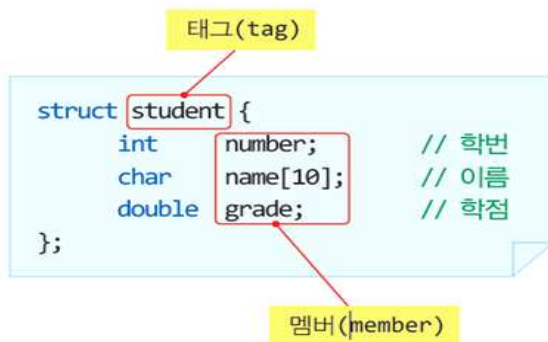 태그(tag)
struct student {
int number; // 학번
char name[10]; // 이름
double grade; // 학점
};
멤버(member)